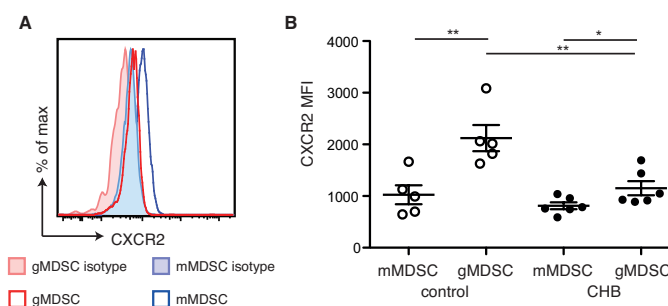 A
% of max
CXCR2
gMDSC isotype
mMDSC isotype
gMDSC
mMDSC
B
**
*
**
CXCR2 MFI
4000
3000
2000
1000
0
mMDSC gMDSC mMDSC gMDSC
control CHB